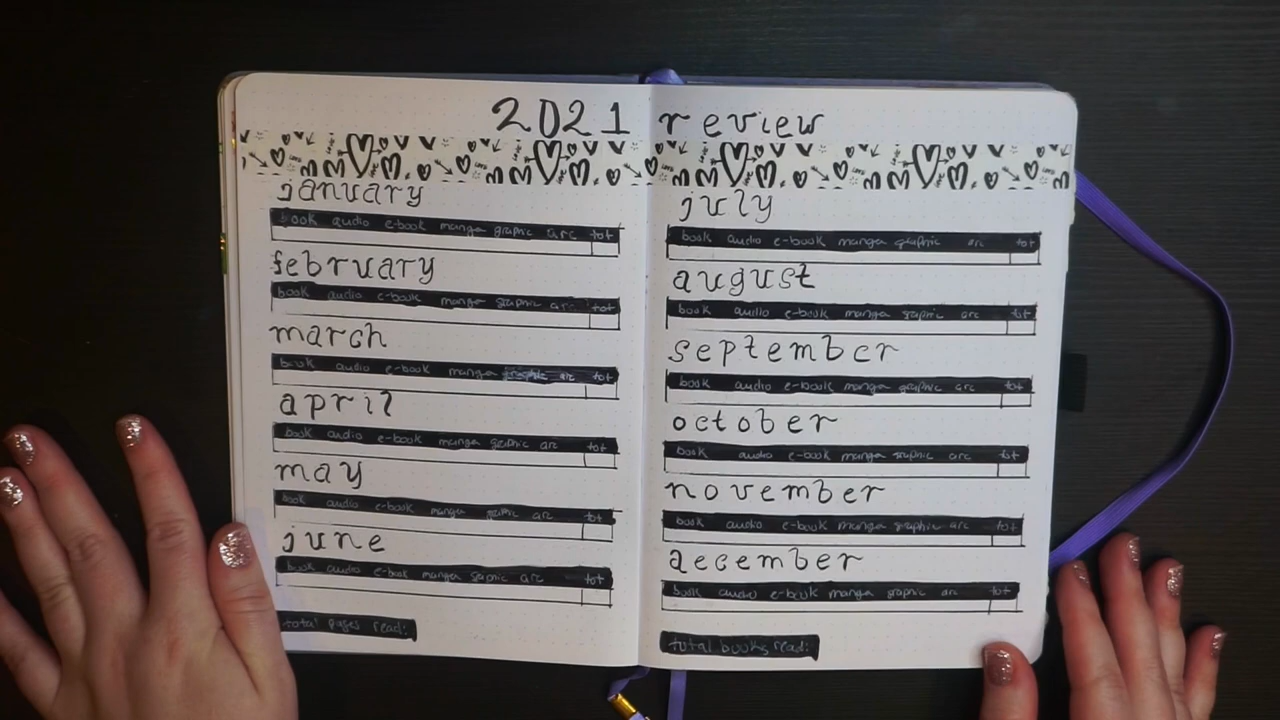 2021 review
january
book audio e-book manga graphic arc tot
february
book audio e-book manga graphic arc tot
march
book audio e-book manga graphic arc tot
april
book audio e-book manga graphic arc tot
may
book audio e-book manga graphic arc tot
june
book audio e-book manga graphic arc tot
total pages read:
july
book audio e-book manga graphic arc tot
august
book audio e-book manga graphic arc tot
september
book audio e-book manga graphic arc tot
october
book audio e-book manga graphic arc tot
november
book audio e-book manga graphic arc tot
december
book audio e-book manga graphic arc tot
total books read: